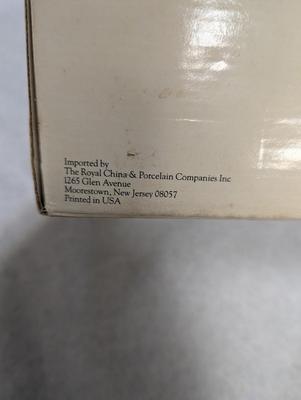 Imported by
The Royal China & Porcelain Companies Inc
1265 Glen Avenue
Moorestown, New Jersey 08057
Printed in USA